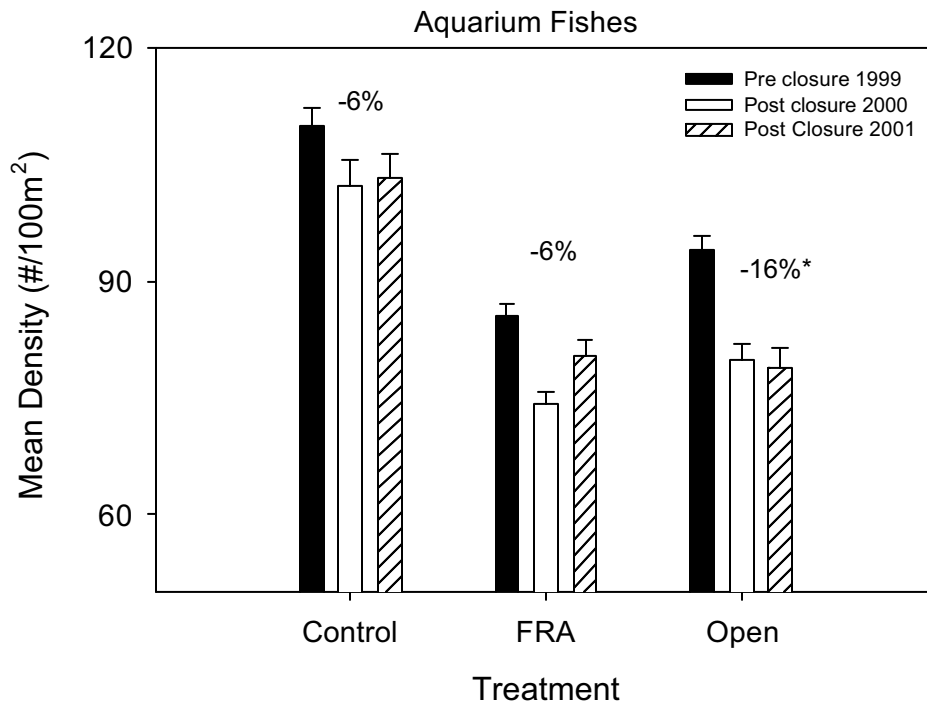 Aquarium Fishes
120
90
60
Mean Density (#/100m²)
-6%
-6%
-16%*
Pre closure 1999
Post closure 2000
Post Closure 2001
Control
FRA
Open
Treatment